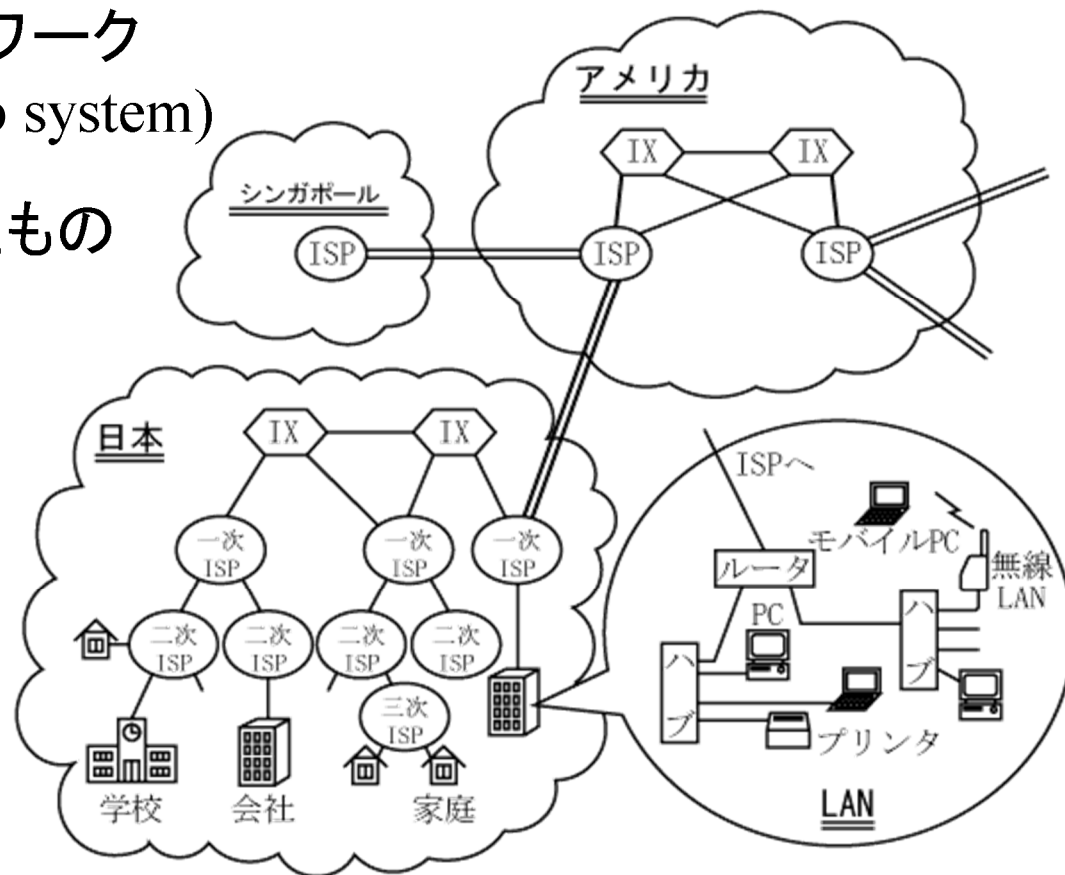 ワーク
system)
もの
アメリカ
IX
IX
シンガポール
ISP
ISP
ISP
日本
IX
IX
一次
ISP
一次
ISP
一次
ISP
二次
ISP
二次
ISP
二次
ISP
二次
ISP
三次
ISP
学校
会社
家庭
ISPへ
モバイルPC
ルータ
無線
LAN
PC
ハブ
ハブ
プリンタ
LAN